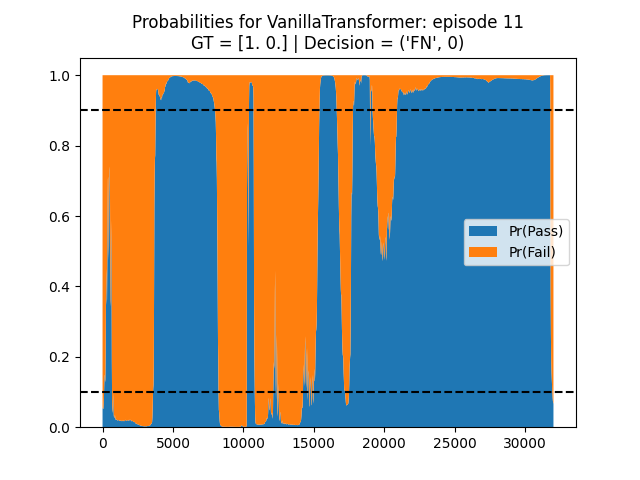 Probabilities for VanillaTransformer: episode 11
GT = [1. 0.] | Decision = ('FN', 0)
1.0
0.8
0.6
0.4
0.2
0.0
Pr(Pass)
Pr(Fail)
0 5000 10000 15000 20000 25000 30000